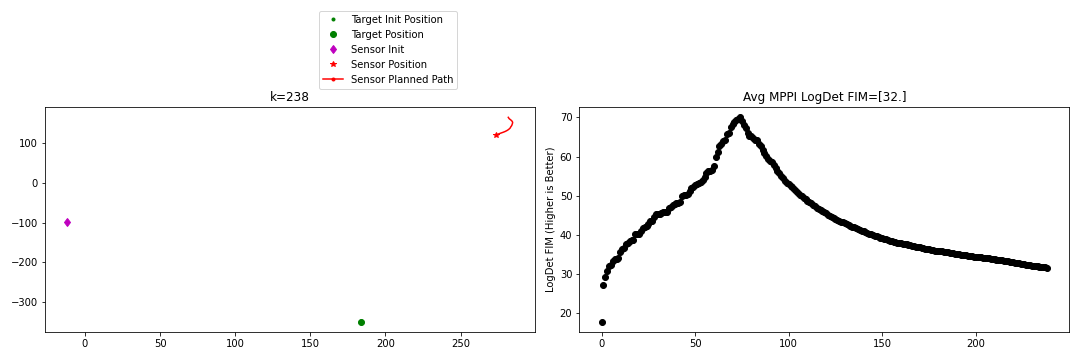 Target Init Position
Target Position
Sensor Init
Sensor Position
Sensor Planned Path
k=238
100
0
−100
−200
−300
0
50
100
150
200
250
Avg MPPI LogDet FIM=[32.]
LogDet FIM (Higher is Better)
70
60
50
40
30
20
0
50
100
150
200